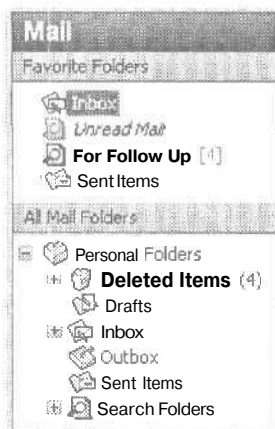 Mail
Favorite Folders
Inbox
Unread Mail
For Follow Up [4]
Sent Items
All Mail Folders
Personal Folders
Deleted Items (4)
Drafts
Inbox
Outbox
Sent Items
Search Folders